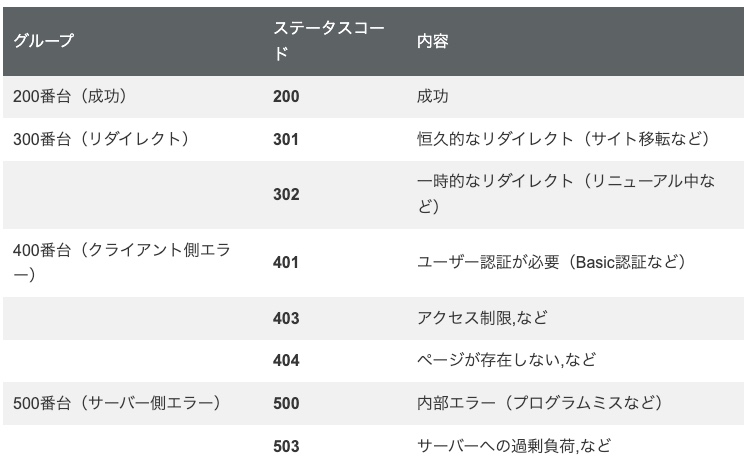 グループ ステータスコー
ド 内容
200番台（成功） 200 成功
300番台（リダイレクト） 301 恒久的なリダイレクト（サイト移転など）
302 一時的なリダイレクト（リニューアル中な
ど）
400番台（クライアント側エラ
ー） 401 ユーザー認証が必要（Basic認証など）
403 アクセス制限,など
404 ページが存在しない,など
500番台（サーバー側エラー） 500 内部エラー（プログラムミスなど）
503 サーバーへの過剰負荷,など